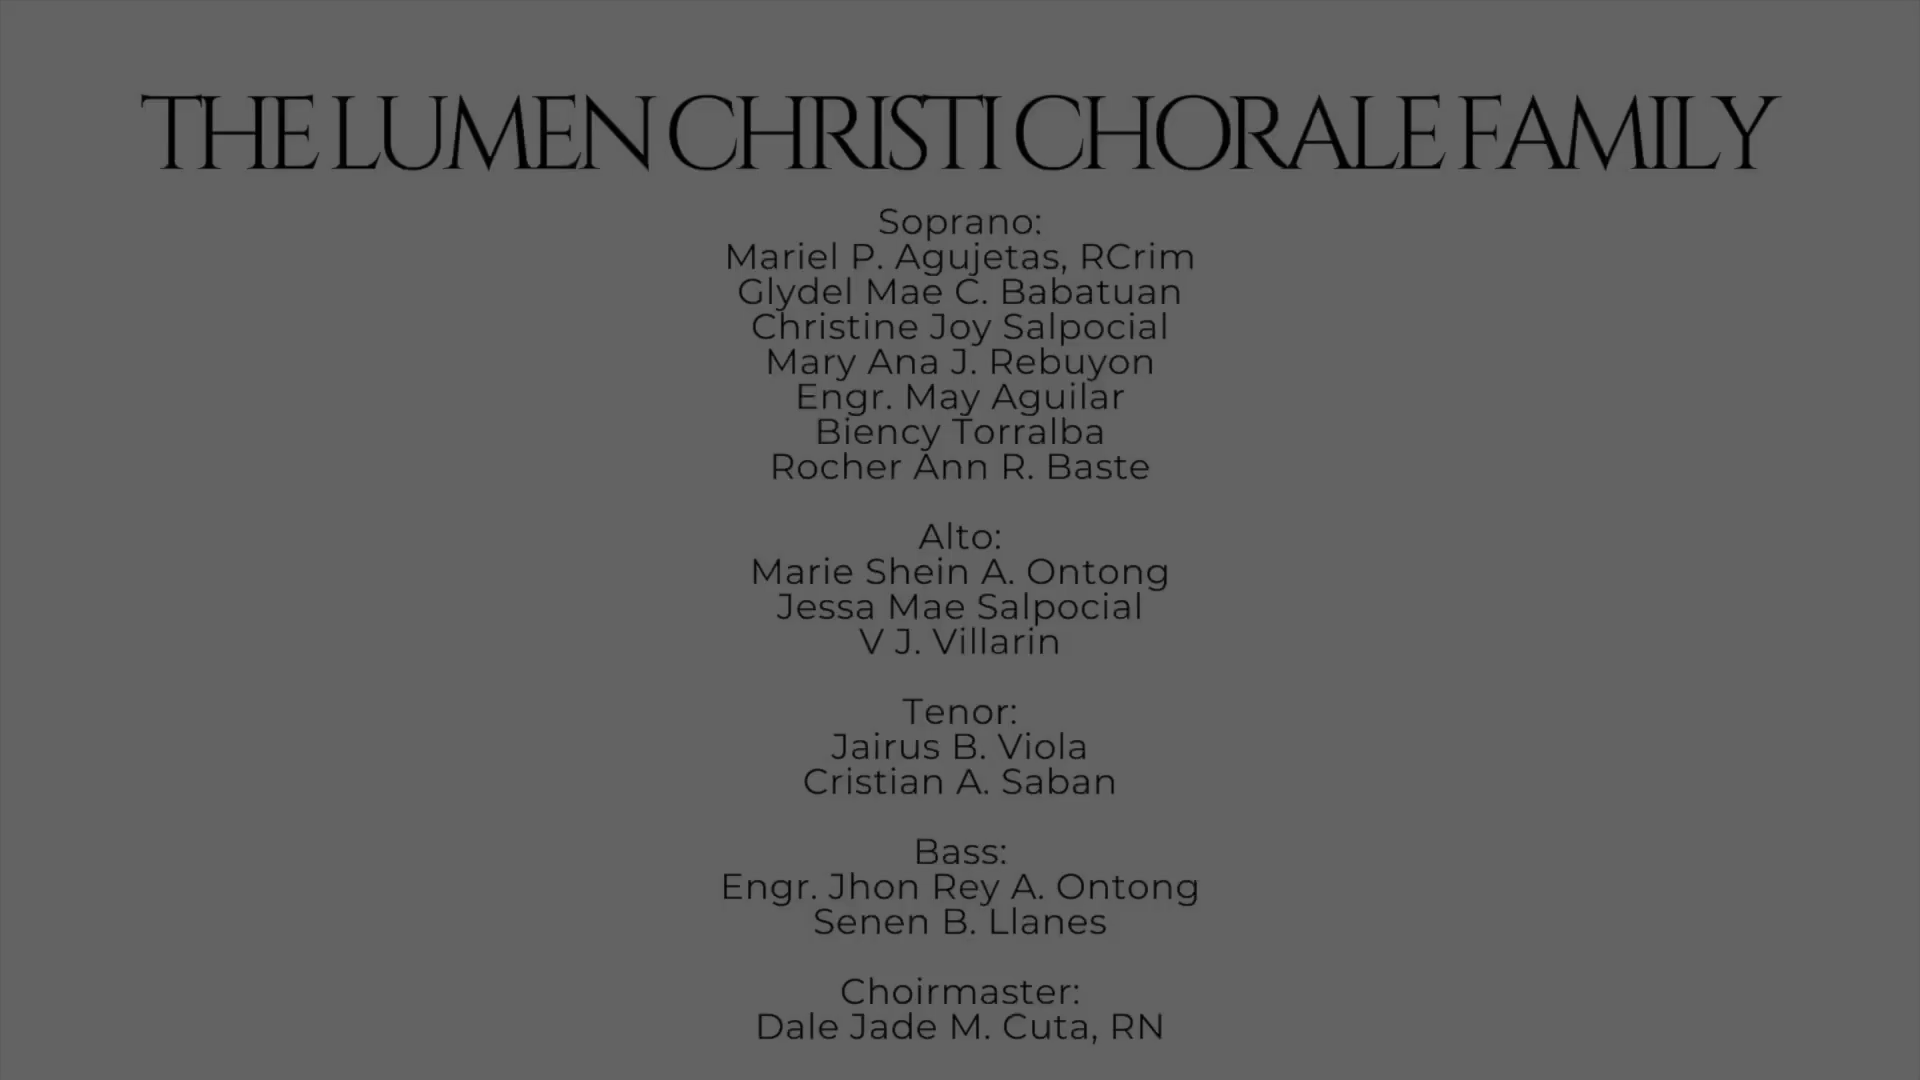 THE LUMEN CHRISTI CHORALE FAMILY
Soprano:
Mariel P. Agujetas, RCrim
Glydel Mae C. Babatuan
Christine Joy Salpocial
Mary Ana J. Rebuyon
Engr. May Aguilar
Biency Torralba
Rocher Ann R. Baste
Alto:
Marie Shein A. Ontong
Jessa Mae Salpocial
V J. Villarin
Tenor:
Jairus B. Viola
Cristian A. Saban
Bass:
Engr. Jhon Rey A. Ontong
Senen B. Llanes
Choirmaster:
Dale Jade M. Cuta, RN